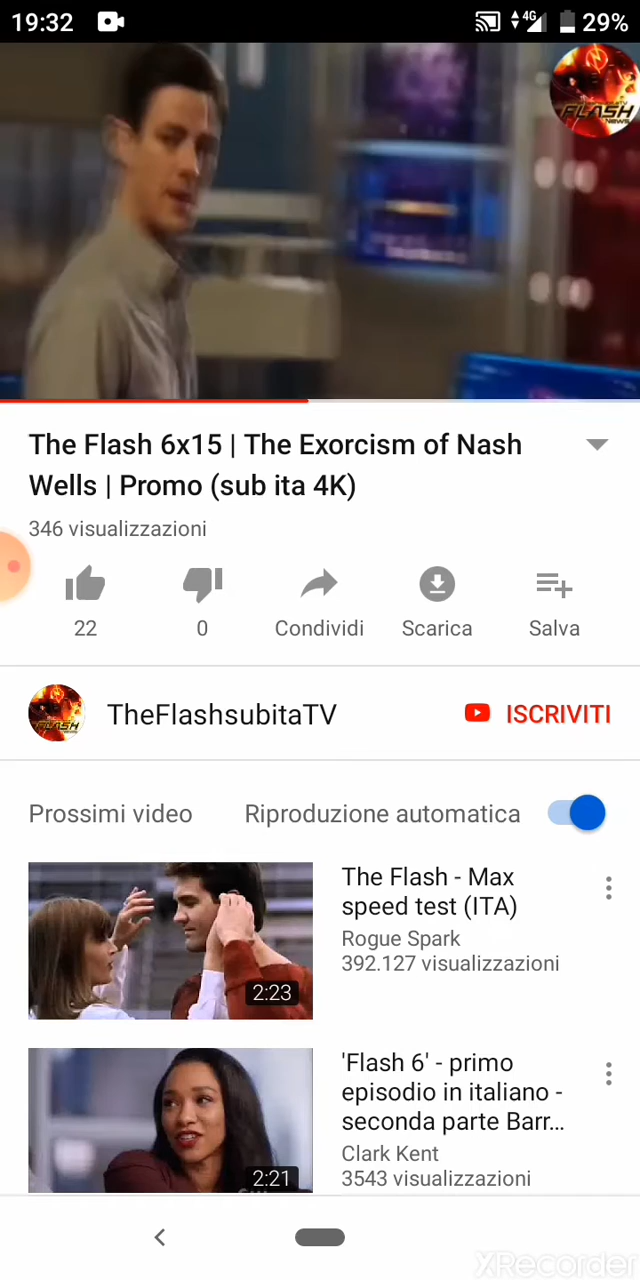 19:32
4G
29%
FLASH
News
The Flash 6x15 | The Exorcism of Nash
Wells | Promo (sub ita 4K)
346 visualizzazioni
22
0
Condividi
Scarica
Salva
FLASH
TheFlashsubitaTV
ISCRIVITI
Prossimi video
Riproduzione automatica
The Flash - Max
speed test (ITA)
Rogue Spark
392.127 visualizzazioni
2:23
'Flash 6' - primo
episodio in italiano -
seconda parte Barr...
Clark Kent
3543 visualizzazioni
2:21
XRecorder